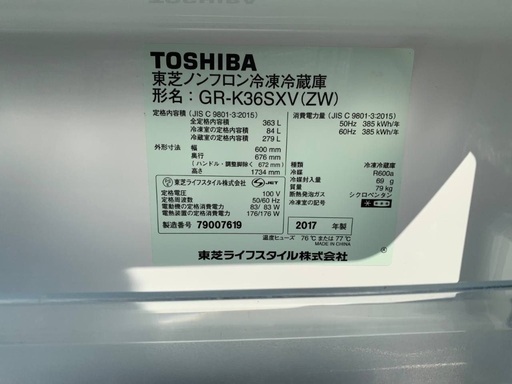 TOSHIBA
東芝ノンフロン冷凍冷蔵庫
形名：GR-K36SXV(ZW)
定格内容積（JIS C 9801-3:2015）
全定格内容積 363 L
冷凍室の定格内容積 84 L
冷蔵室の定格内容積 279 L
外形寸法 幅 600 mm
奥行 676 mm
（ハンドル・調整脚除く 672 mm）
高さ 1734 mm
東芝ライフスタイル株式会社 S JET
定格電圧 100 V
定格周波数 50/60 Hz
電動機の定格消費電力 83/ 83 W
電熱装置の定格消費電力 176/176 W
製造番号 79007619
消費電力量（JIS C 9801-3:2015）
50Hz 385 kWh/年
60Hz 385 kWh/年
種類 冷凍冷蔵庫
冷媒 R600a
冷媒封入量 69 g
質量 79 kg
断熱発泡ガス シクロペンタン
冷凍室の記号
2017 年製
温度ヒューズ 76℃または77℃
MADE IN CHINA
東芝ライフスタイル株式会社